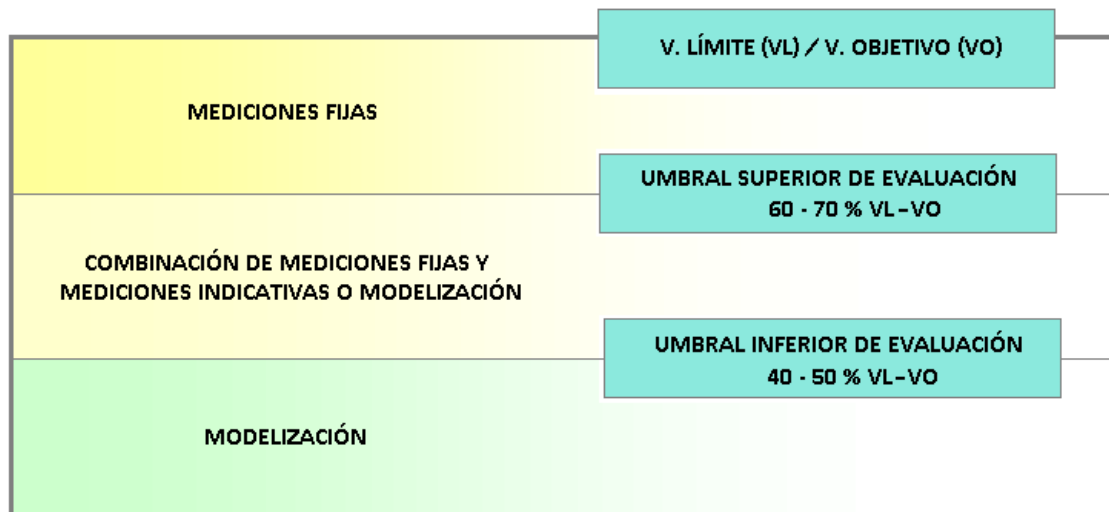 V. LÍMITE (VL) / V. OBJETIVO (VO)
MEDICIONES FIJAS
UMBRAL SUPERIOR DE EVALUACIÓN
60 - 70 % VL-VO
COMBINACIÓN DE MEDICIONES FIJAS Y
MEDICIONES INDICATIVAS O MODELIZACIÓN
UMBRAL INFERIOR DE EVALUACIÓN
40 - 50 % VL-VO
MODELIZACIÓN